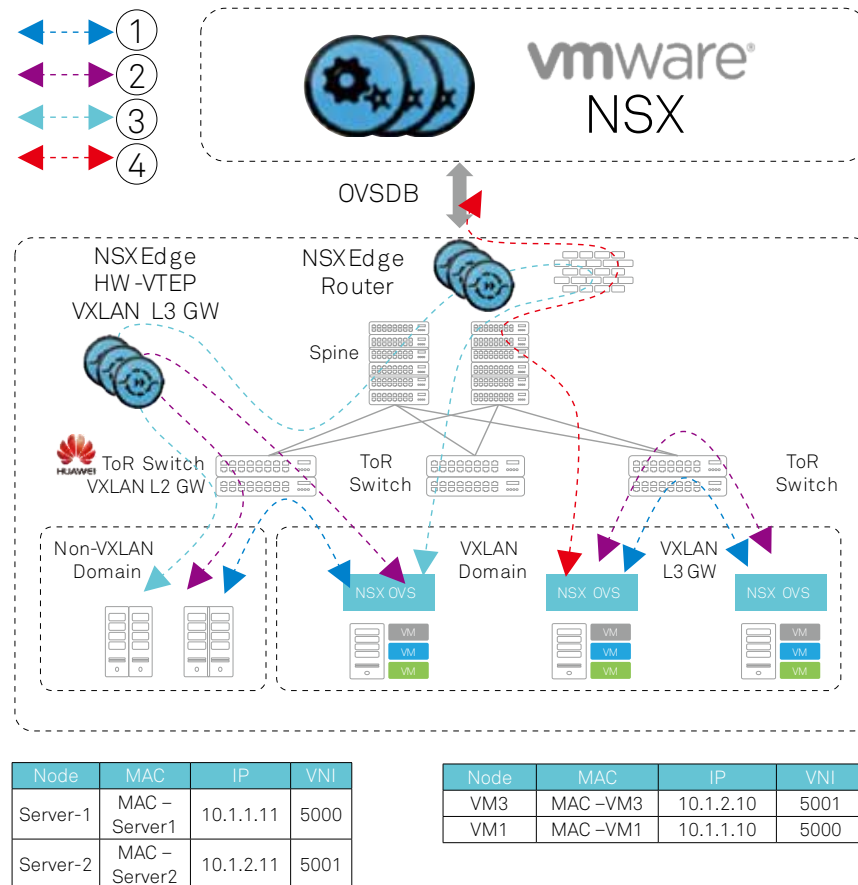 1
2
3
4
vmware®
NSX
OVSDB
NSXEdge
HW-VTEP
VXLAN L3 GW
NSXEdge
Router
Spine
HUAWEI
ToR Switch
VXLAN L2 GW
ToR
Switch
ToR
Switch
Non-VXLAN
Domain
VXLAN
Domain
VXLAN
L3 GW
NSX OVS
NSX OVS
NSX OVS
VM
VM
VM
VM
VM
VM
VM
VM
VM
Node MAC IP VNI
Server-1 MAC – Server1 10.1.1.11 5000
Server-2 MAC – Server2 10.1.2.11 5001
Node MAC IP VNI
VM3 MAC –VM3 10.1.2.10 5001
VM1 MAC –VM1 10.1.1.10 5000